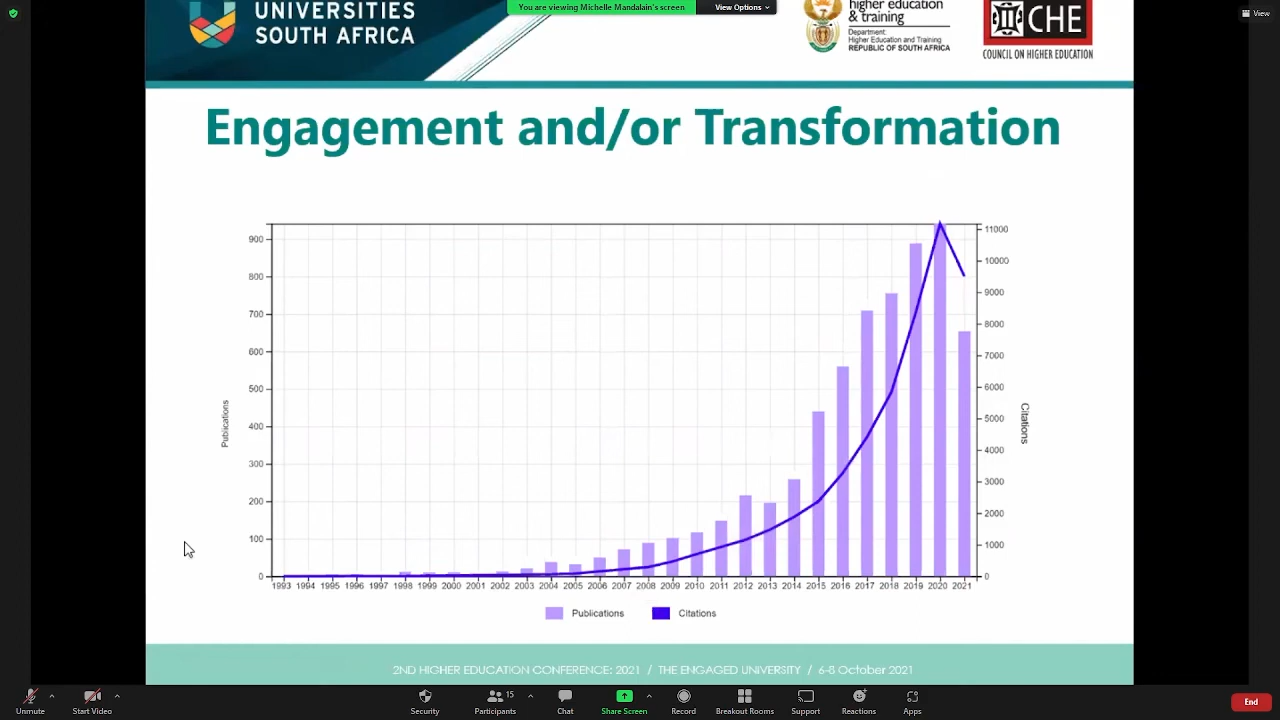 You are viewing Michelle Mandalain's screen
View Options
View
UNIVERSITIES
SOUTH AFRICA
higher education
& training
Department:
Higher Education and Training
REPUBLIC OF SOUTH AFRICA
CHE
COUNCIL ON HIGHER EDUCATION
Engagement and/or Transformation
900
800
700
600
500
400
300
200
100
0
Publications
11000
10000
9000
8000
7000
6000
5000
4000
3000
2000
1000
0
Citations
1993 1994 1995 1996 1997 1998 1999 2000 2001 2002 2003 2004 2005 2006 2007 2008 2009 2010 2011 2012 2013 2014 2015 2016 2017 2018 2019 2020 2021
Publications Citations
2ND HIGHER EDUCATION CONFERENCE: 2021 / THE ENGAGED UNIVERSITY / 6-8 October 2021
15
Unmute Start Video Security Participants Chat Share Screen Record Breakout Rooms Support Reactions Apps End